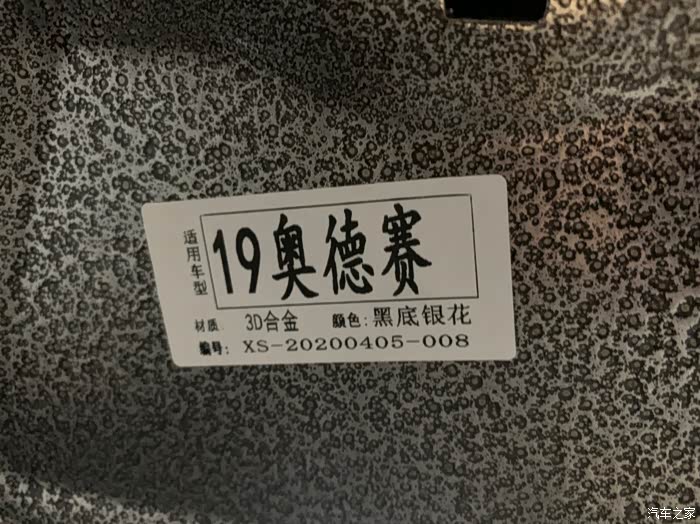 适用车型
19奥德赛
材质: 3D合金 颜色:黑底银花
编号: XS-20200405-008
汽车之家